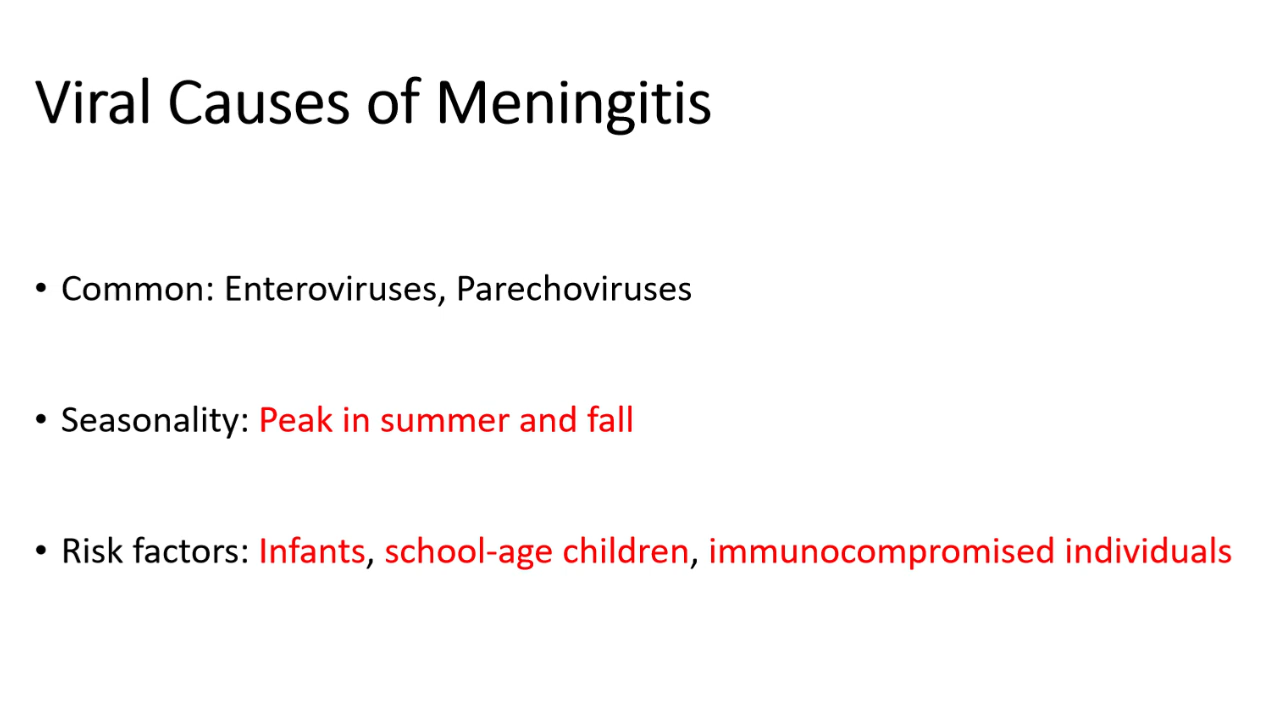 Viral Causes of Meningitis
• Common: Enteroviruses, Parechoviruses
• Seasonality: Peak in summer and fall
• Risk factors: Infants, school-age children, immunocompromised individuals